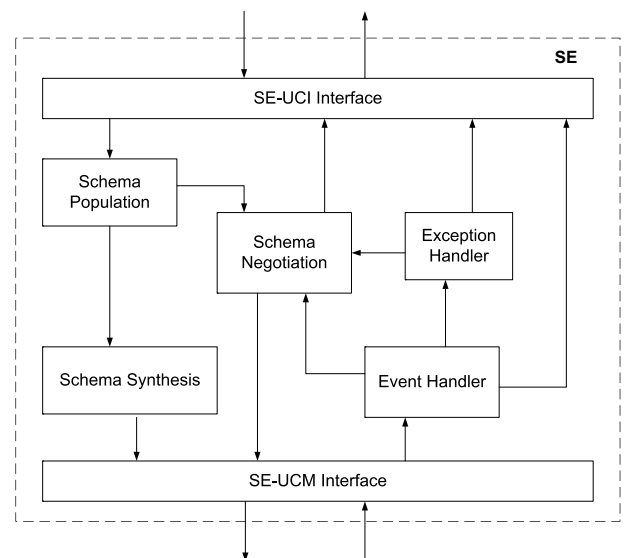 SE
SE-UCI Interface
Schema
Population
Schema
Negotiation
Exception
Handler
Schema Synthesis
Event Handler
SE-UCM Interface